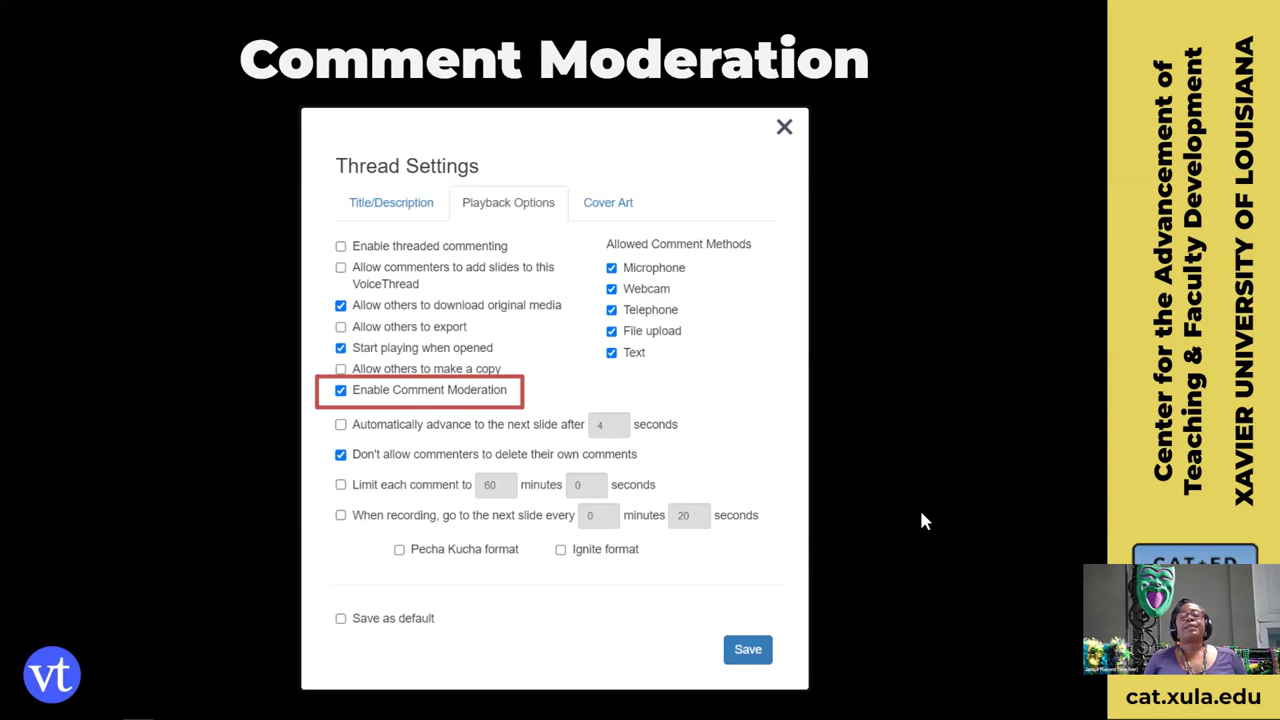 Comment Moderation
Thread Settings
Title/Description
Playback Options
Cover Art
Enable threaded commenting
Allow commenters to add slides to this
VoiceThread
Allow others to download original media
Allow others to export
Start playing when opened
Allow others to make a copy
Enable Comment Moderation
Allowed Comment Methods
Microphone
Webcam
Telephone
File upload
Text
Automatically advance to the next slide after 4 seconds
Don't allow commenters to delete their own comments
Limit each comment to 60 minutes 0 seconds
When recording, go to the next slide every 0 minutes 20 seconds
Pecha Kucha format
Ignite format
Save as default
Save
vt
Center for the Advancement of
Teaching & Faculty Development
XAVIER UNIVERSITY OF LOUISIANA
CAT+ED
cat.xula.edu